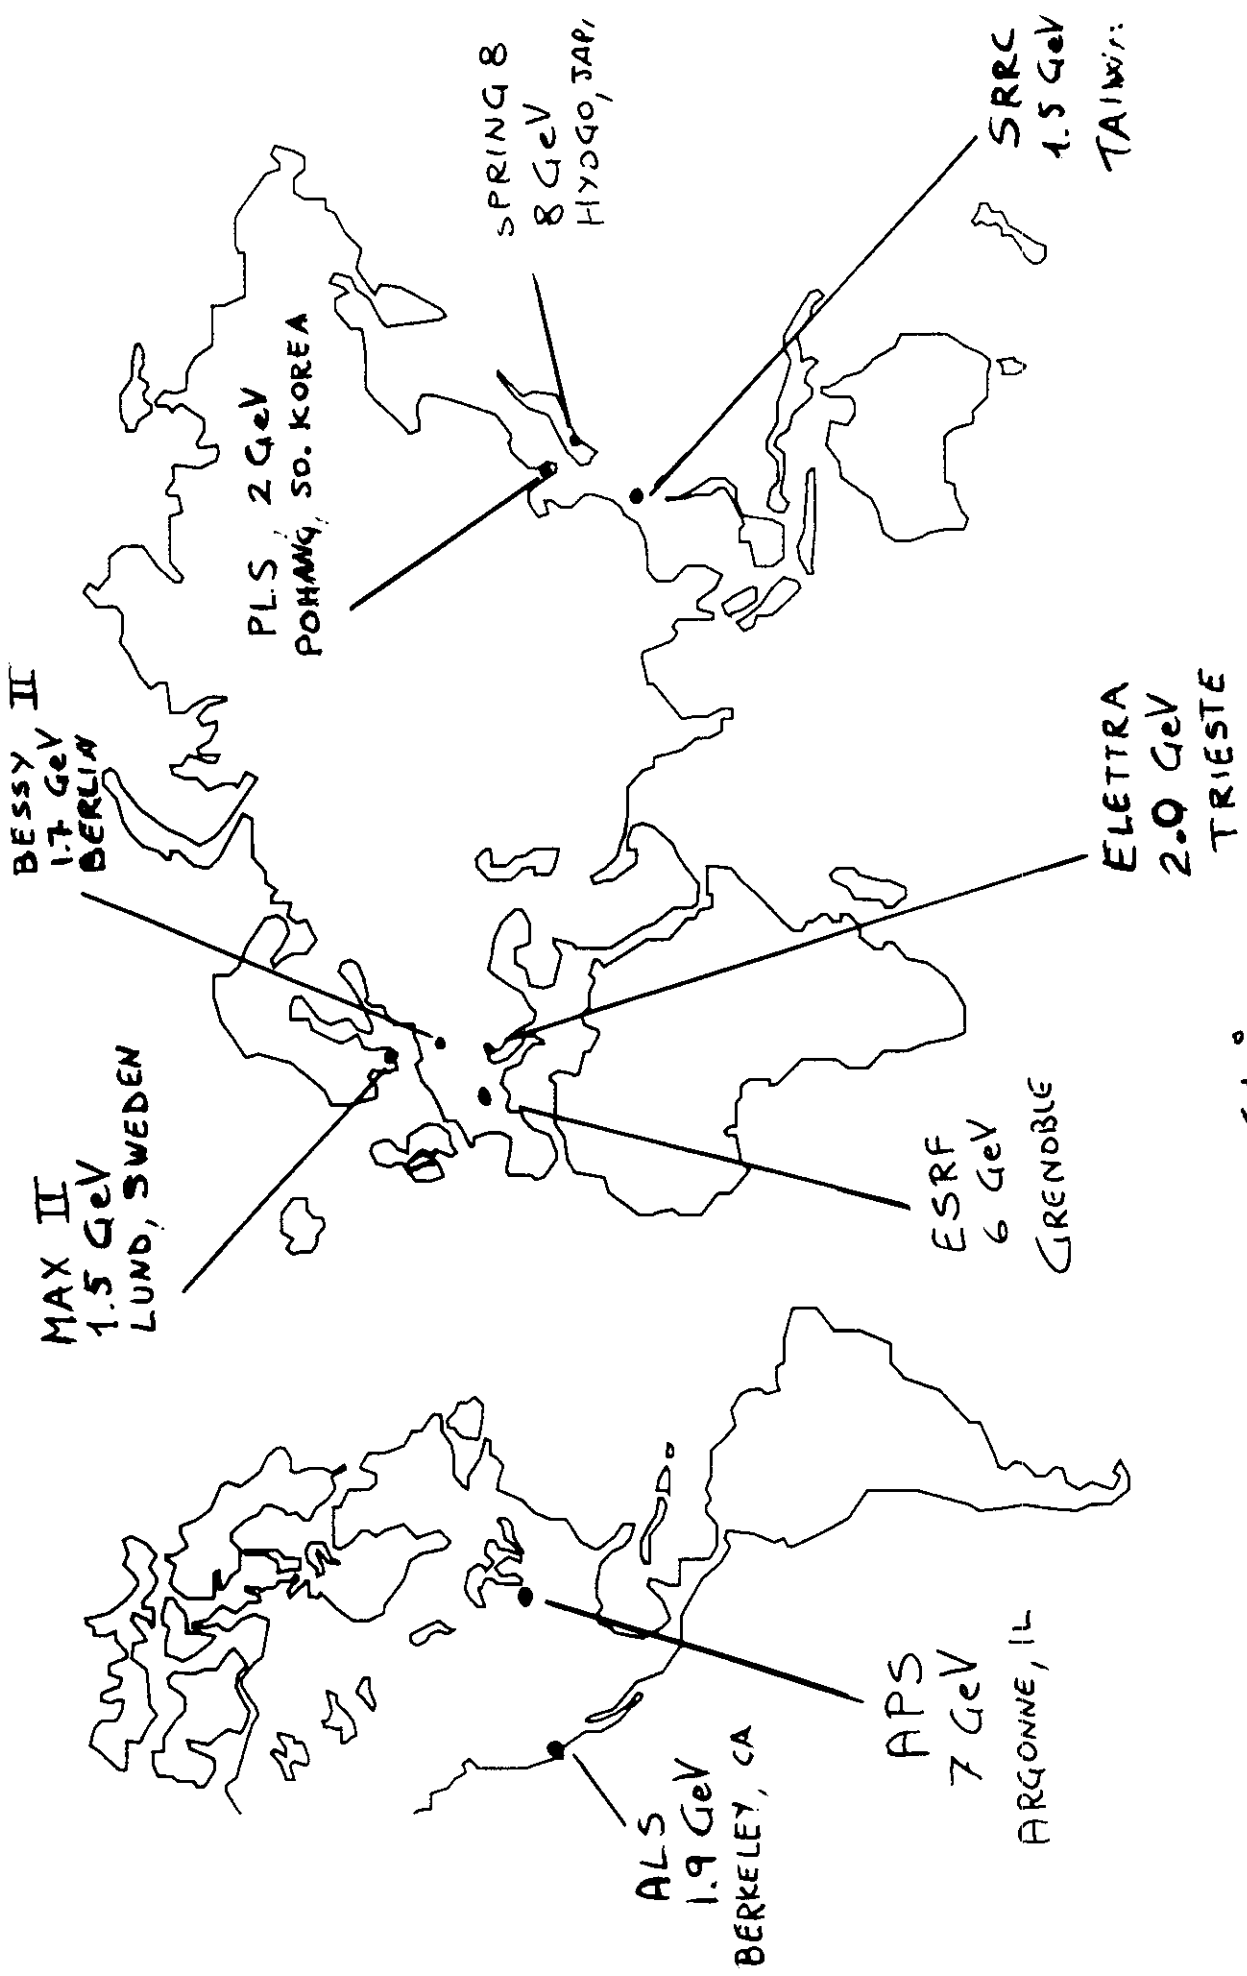 MAX II
1.5 GeV
LUND, SWEDEN
BESSY II
1.7 GeV
BERLIN
PLS, 2 GeV
POHANG, SO. KOREA
SPRING 8
8 GeV
HYOGO, JAP,
SRRC
1.5 GeV
ELETTRA
2.0 GeV
TRIESTE
ESRF
6 GeV
GRENOBLE
APS
7 GeV
ARGONNE, IL
ALS
1.9 GeV
BERKELEY, CA